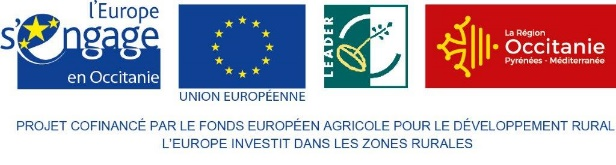 l'Europe
s'engage
en Occitanie
UNION EUROPÉENNE
LEADER
La Région
Occitanie
Pyrénées - Méditerranée
PROJET COFINANCÉ PAR LE FONDS EUROPÉEN AGRICOLE POUR LE DÉVELOPPEMENT RURAL
L'EUROPE INVESTIT DANS LES ZONES RURALES